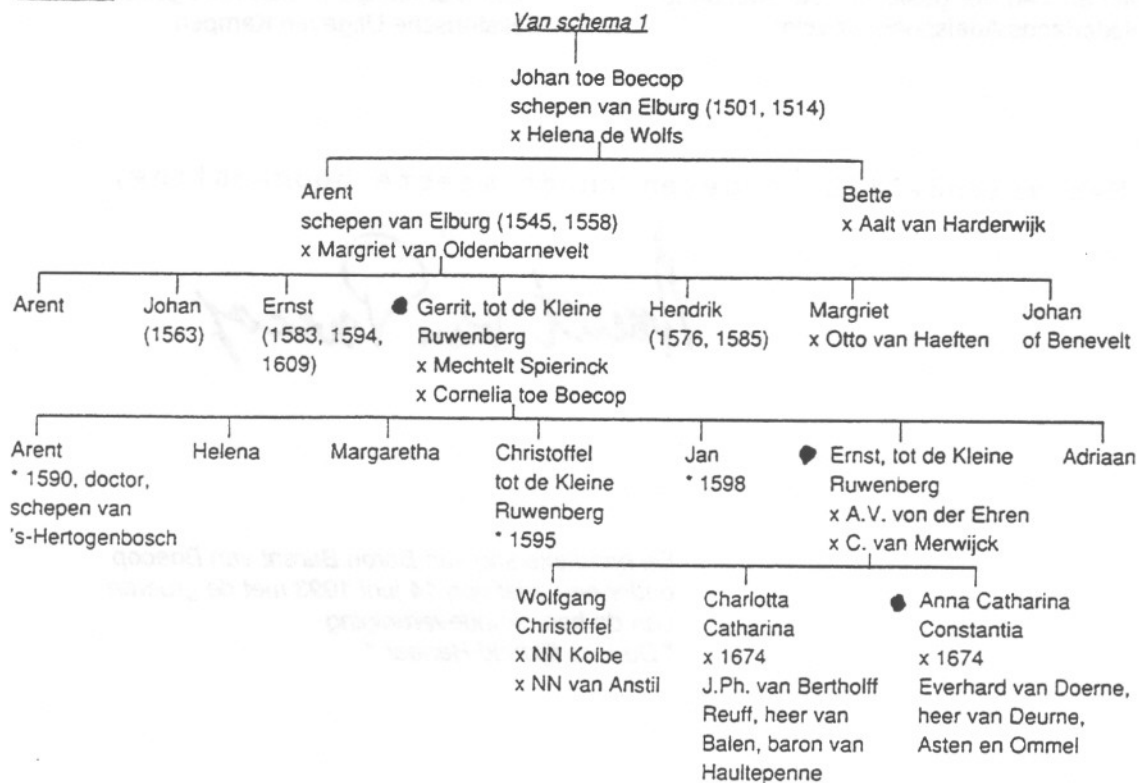 Van schema 1
Johan toe Boecop
schepen van Elburg (1501, 1514)
x Helena de Wolfs
Arent
schepen van Elburg (1545, 1558)
x Margriet van Oldenbarnevelt
Bette
x Aalt van Harderwijk
Arent
Johan
(1563)
Ernst
(1583, 1594,
1609)
Gerrit, tot de Kleine
Ruwenberg
x Mechtelt Spierinck
x Cornelia toe Boecop
Hendrik
(1576, 1585)
Margriet
x Otto van Haeften
Johan
of Benevelt
Arent
* 1590, doctor,
schepen van
's-Hertogenbosch
Helena
Margaretha
Christoffel
tot de Kleine
Ruwenberg
* 1595
Jan
* 1598
Ernst, tot de Kleine
Ruwenberg
x A.V. von der Ehren
x C. van Merwijck
Adriaan
Wolfgang
Christoffel
x NN Kolbe
x NN van Anstil
Charlotta
Catharina
x 1674
J.Ph. van Bertholff
Reuff, heer van
Balen, baron van
Haultepenne
Anna Catharina
Constantia
x 1674
Everhard van Doerne,
heer van Deurne,
Asten en Ommel